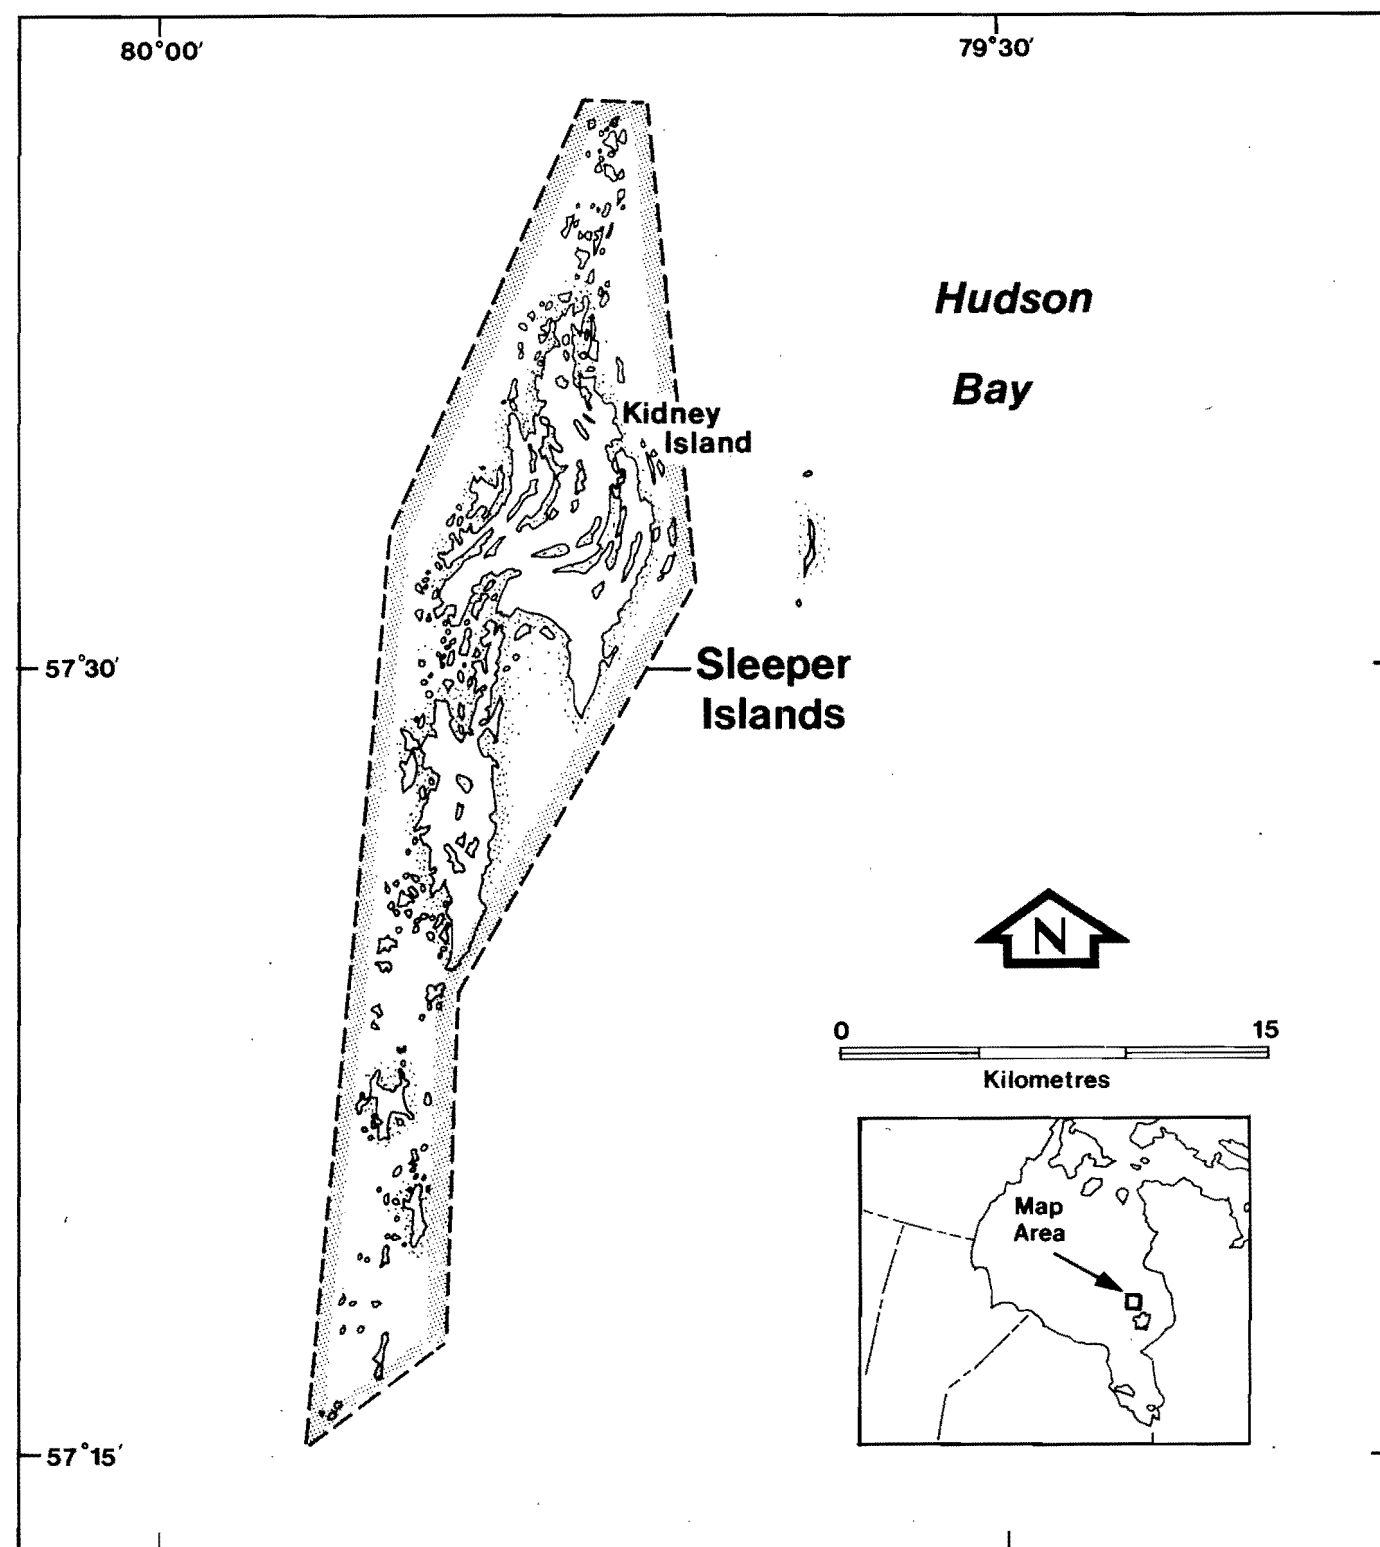 80°00'
79°30'
Hudson
Bay
Kidney
Island
57°30'
Sleeper
Islands
N
0 15
Kilometres
Map
Area
57°15'